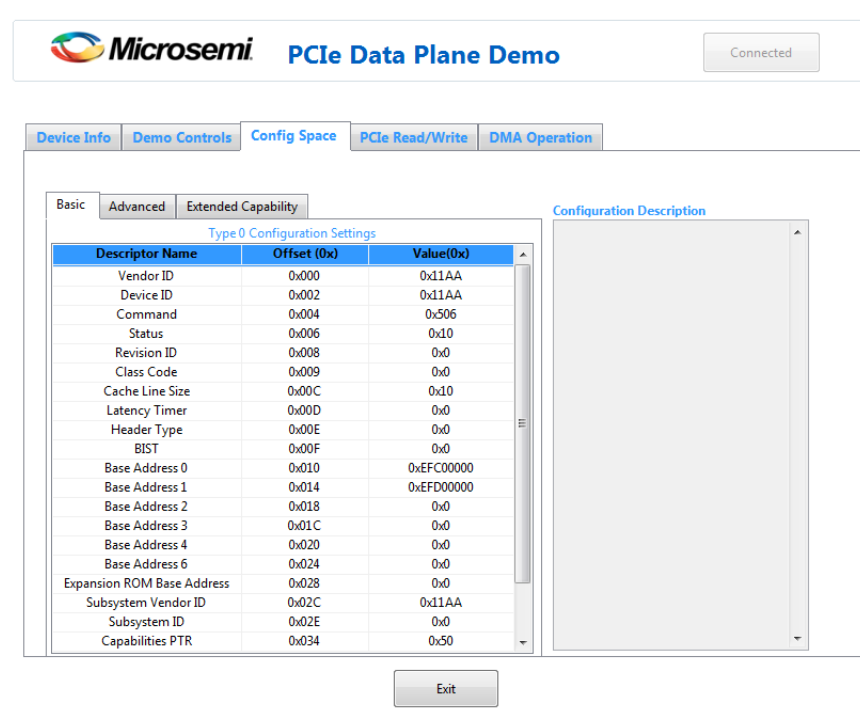 Microsemi. PCIe Data Plane Demo Connected
Device Info Demo Controls Config Space PCIe Read/Write DMA Operation
Basic Advanced Extended Capability
Configuration Description
Type 0 Configuration Settings
Descriptor Name Offset (0x) Value(0x)
Vendor ID 0x000 0x11AA
Device ID 0x002 0x11AA
Command 0x004 0x506
Status 0x006 0x10
Revision ID 0x008 0x0
Class Code 0x009 0x0
Cache Line Size 0x00C 0x10
Latency Timer 0x00D 0x0
Header Type 0x00E 0x0
BIST 0x00F 0x0
Base Address 0 0x010 0xEFC00000
Base Address 1 0x014 0xEFD00000
Base Address 2 0x018 0x0
Base Address 3 0x01C 0x0
Base Address 4 0x020 0x0
Base Address 6 0x024 0x0
Expansion ROM Base Address 0x028 0x0
Subsystem Vendor ID 0x02C 0x11AA
Subsystem ID 0x02E 0x0
Capabilities PTR 0x034 0x50
Exit